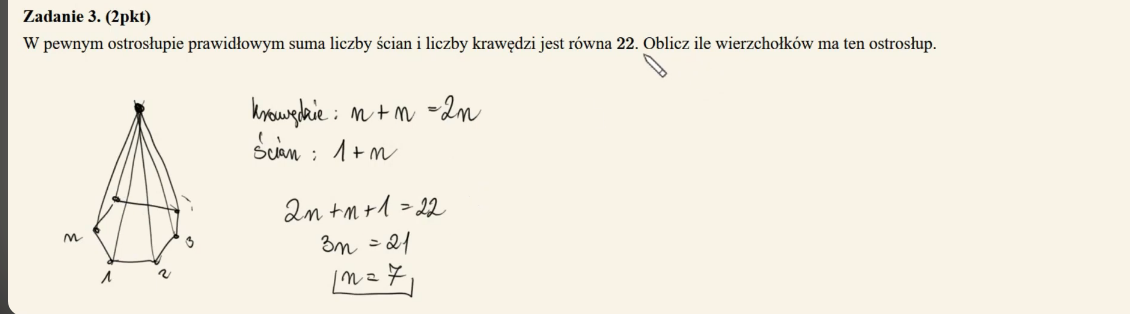 Zadanie 3. (2pkt)
W pewnym ostrosłupie prawidłowym suma liczby ścian i liczby krawędzi jest równa 22. Oblicz ile wierzchołków ma ten ostrosłup.
krawędzie : n + n = 2n
ścian : 1 + n
2n + n + 1 = 22
3n = 21
n = 7
n
3
1
2